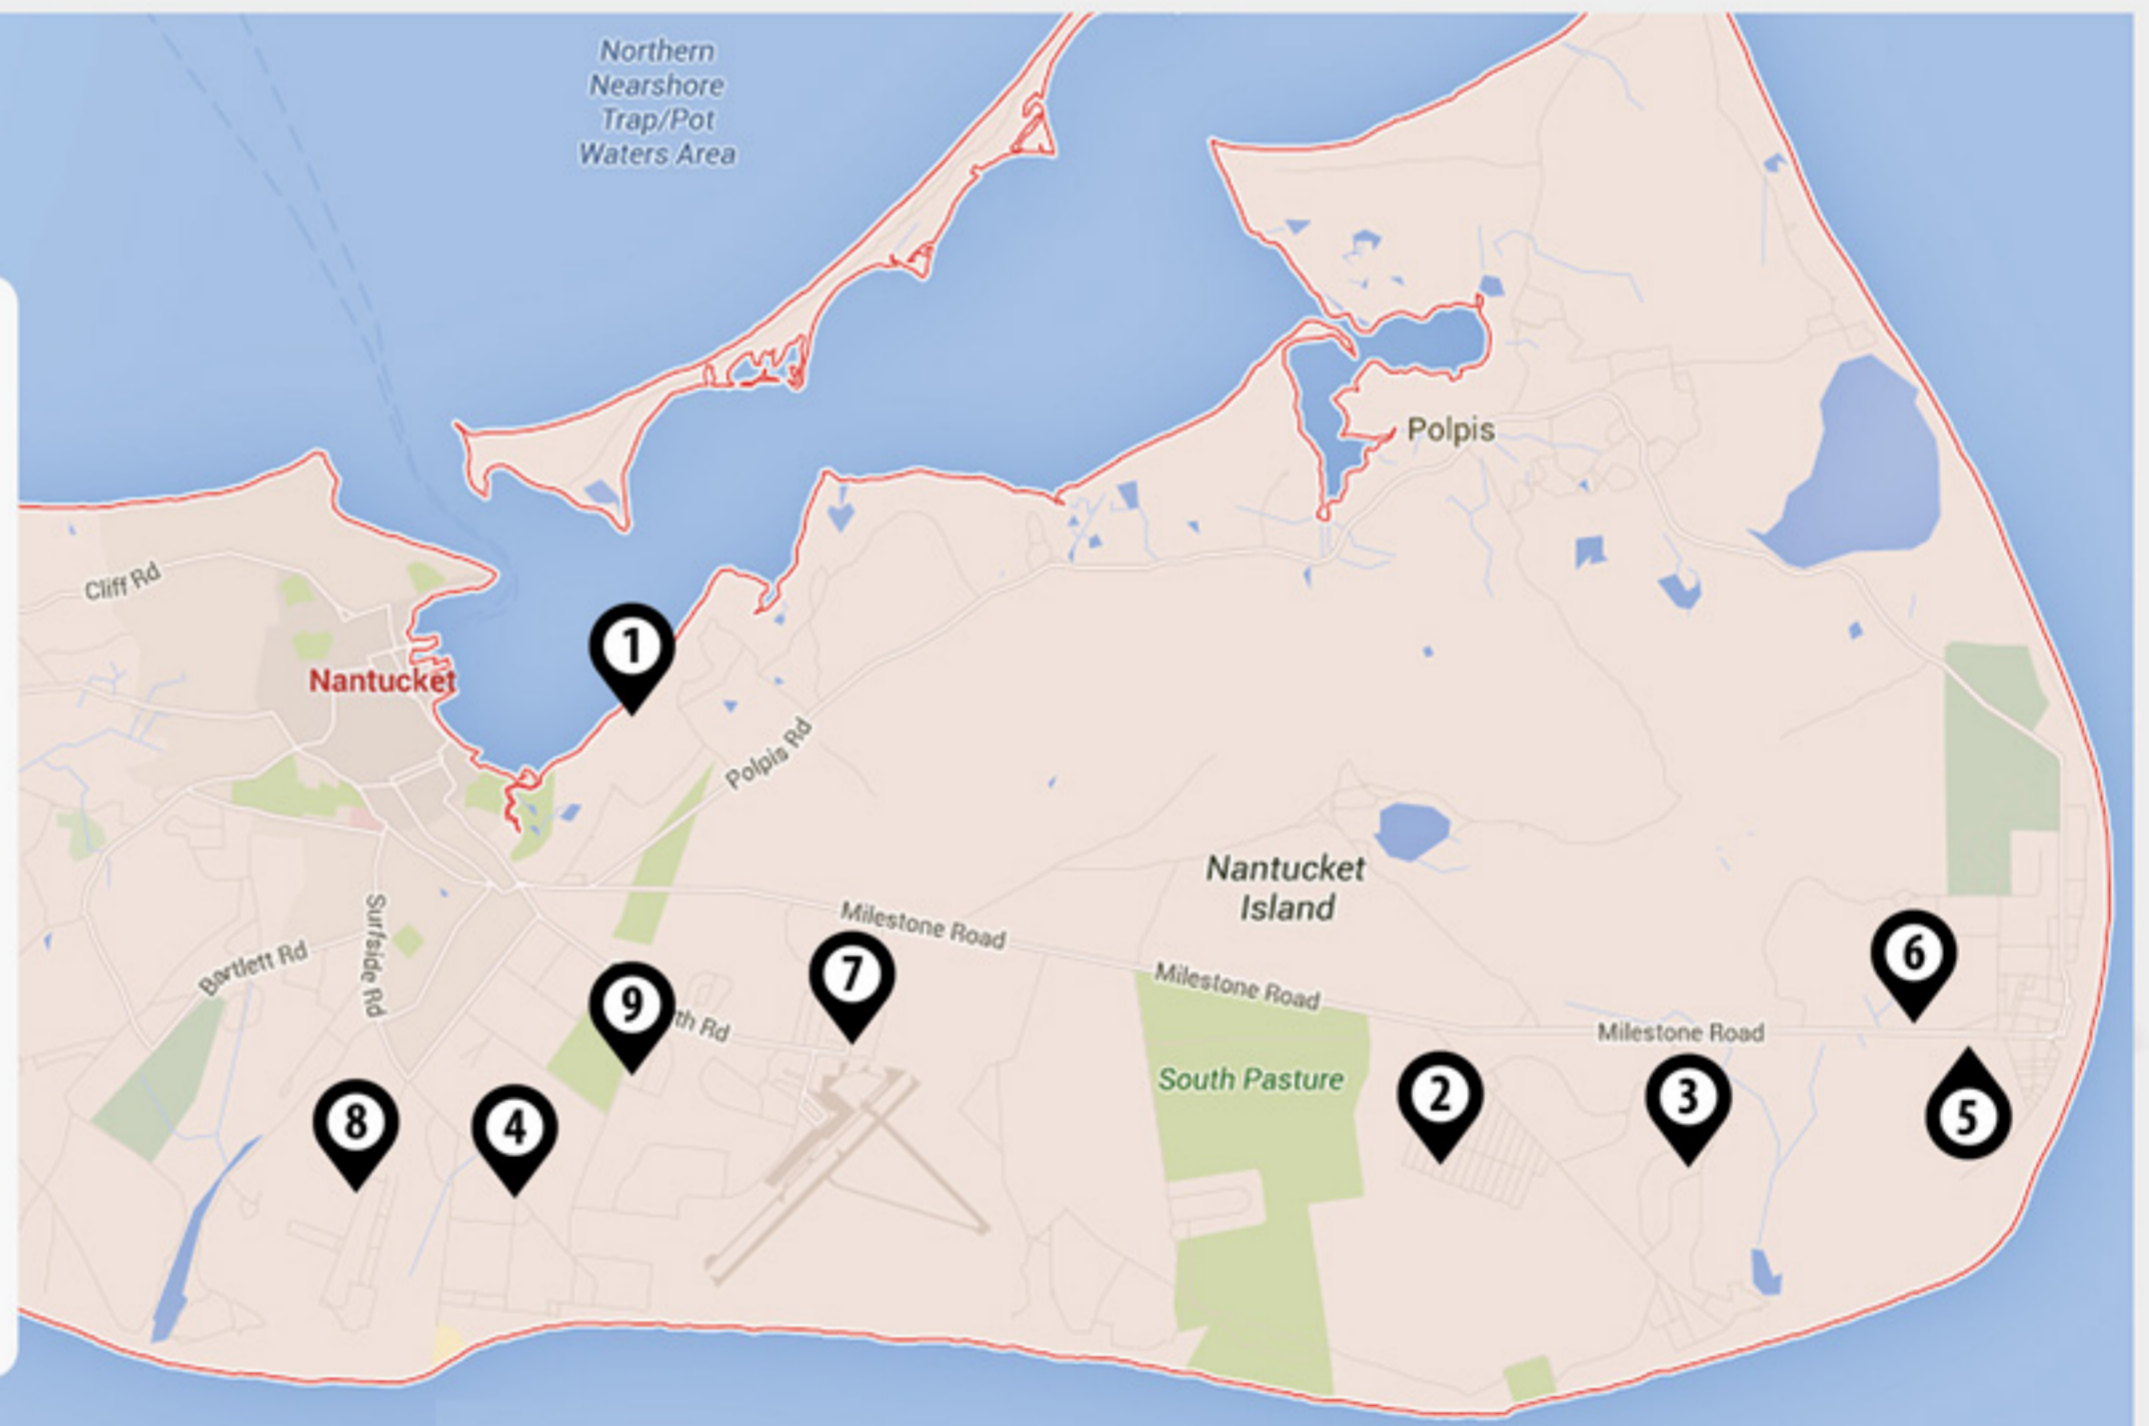 Northern
Nearshore
Trap/Pot
Waters Area
Polpis
Cliff Rd
1
Nantucket
Polpis Rd
Nantucket
Island
Milestone Road
Surfside Rd
Bartlett Rd
6
7
9
th Rd
Milestone Road
Milestone Road
South Pasture
2
3
5
8
4